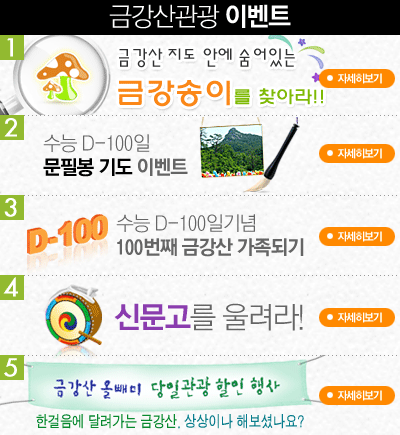 금강산관광 이벤트
1
금강산 지도 안에 숨어있는
금강송이를 찾아라!!
자세히보기
2
수능 D-100일
문필봉 기도 이벤트
자세히보기
3
D-100
수능 D-100일기념
100번째 금강산 가족되기
자세히보기
4
신문고를 울려라!
자세히보기
5
금강산 올빼미 당일관광 할인 행사
한걸음에 달려가는 금강산, 상상이나 해보셨나요?
자세히보기